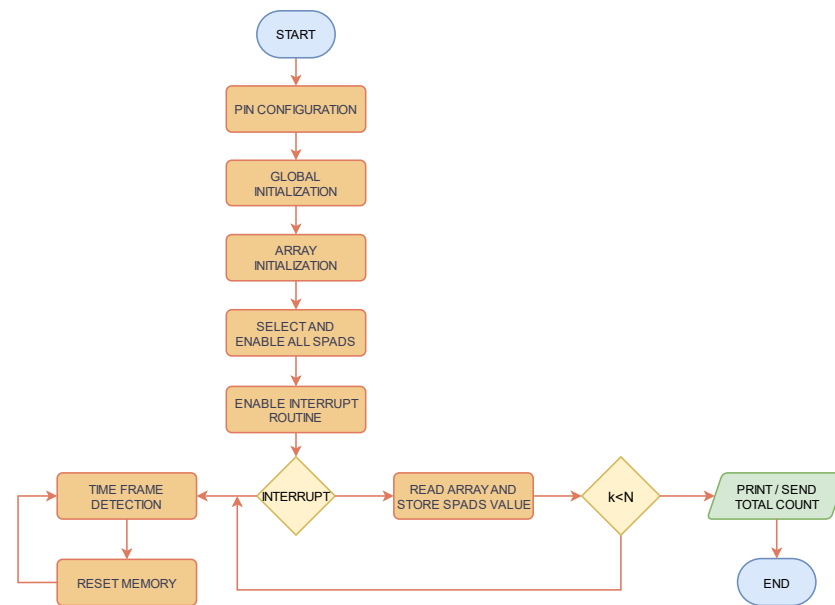 START
PIN CONFIGURATION
GLOBAL
INITIALIZATION
ARRAY
INITIALIZATION
SELECT AND
ENABLE ALL SPADS
ENABLE INTERRUPT
ROUTINE
TIME FRAME
DETECTION
INTERRUPT
READ ARRAY AND
STORE SPADS VALUE
k<N
PRINT / SEND
TOTAL COUNT
RESET MEMORY
END